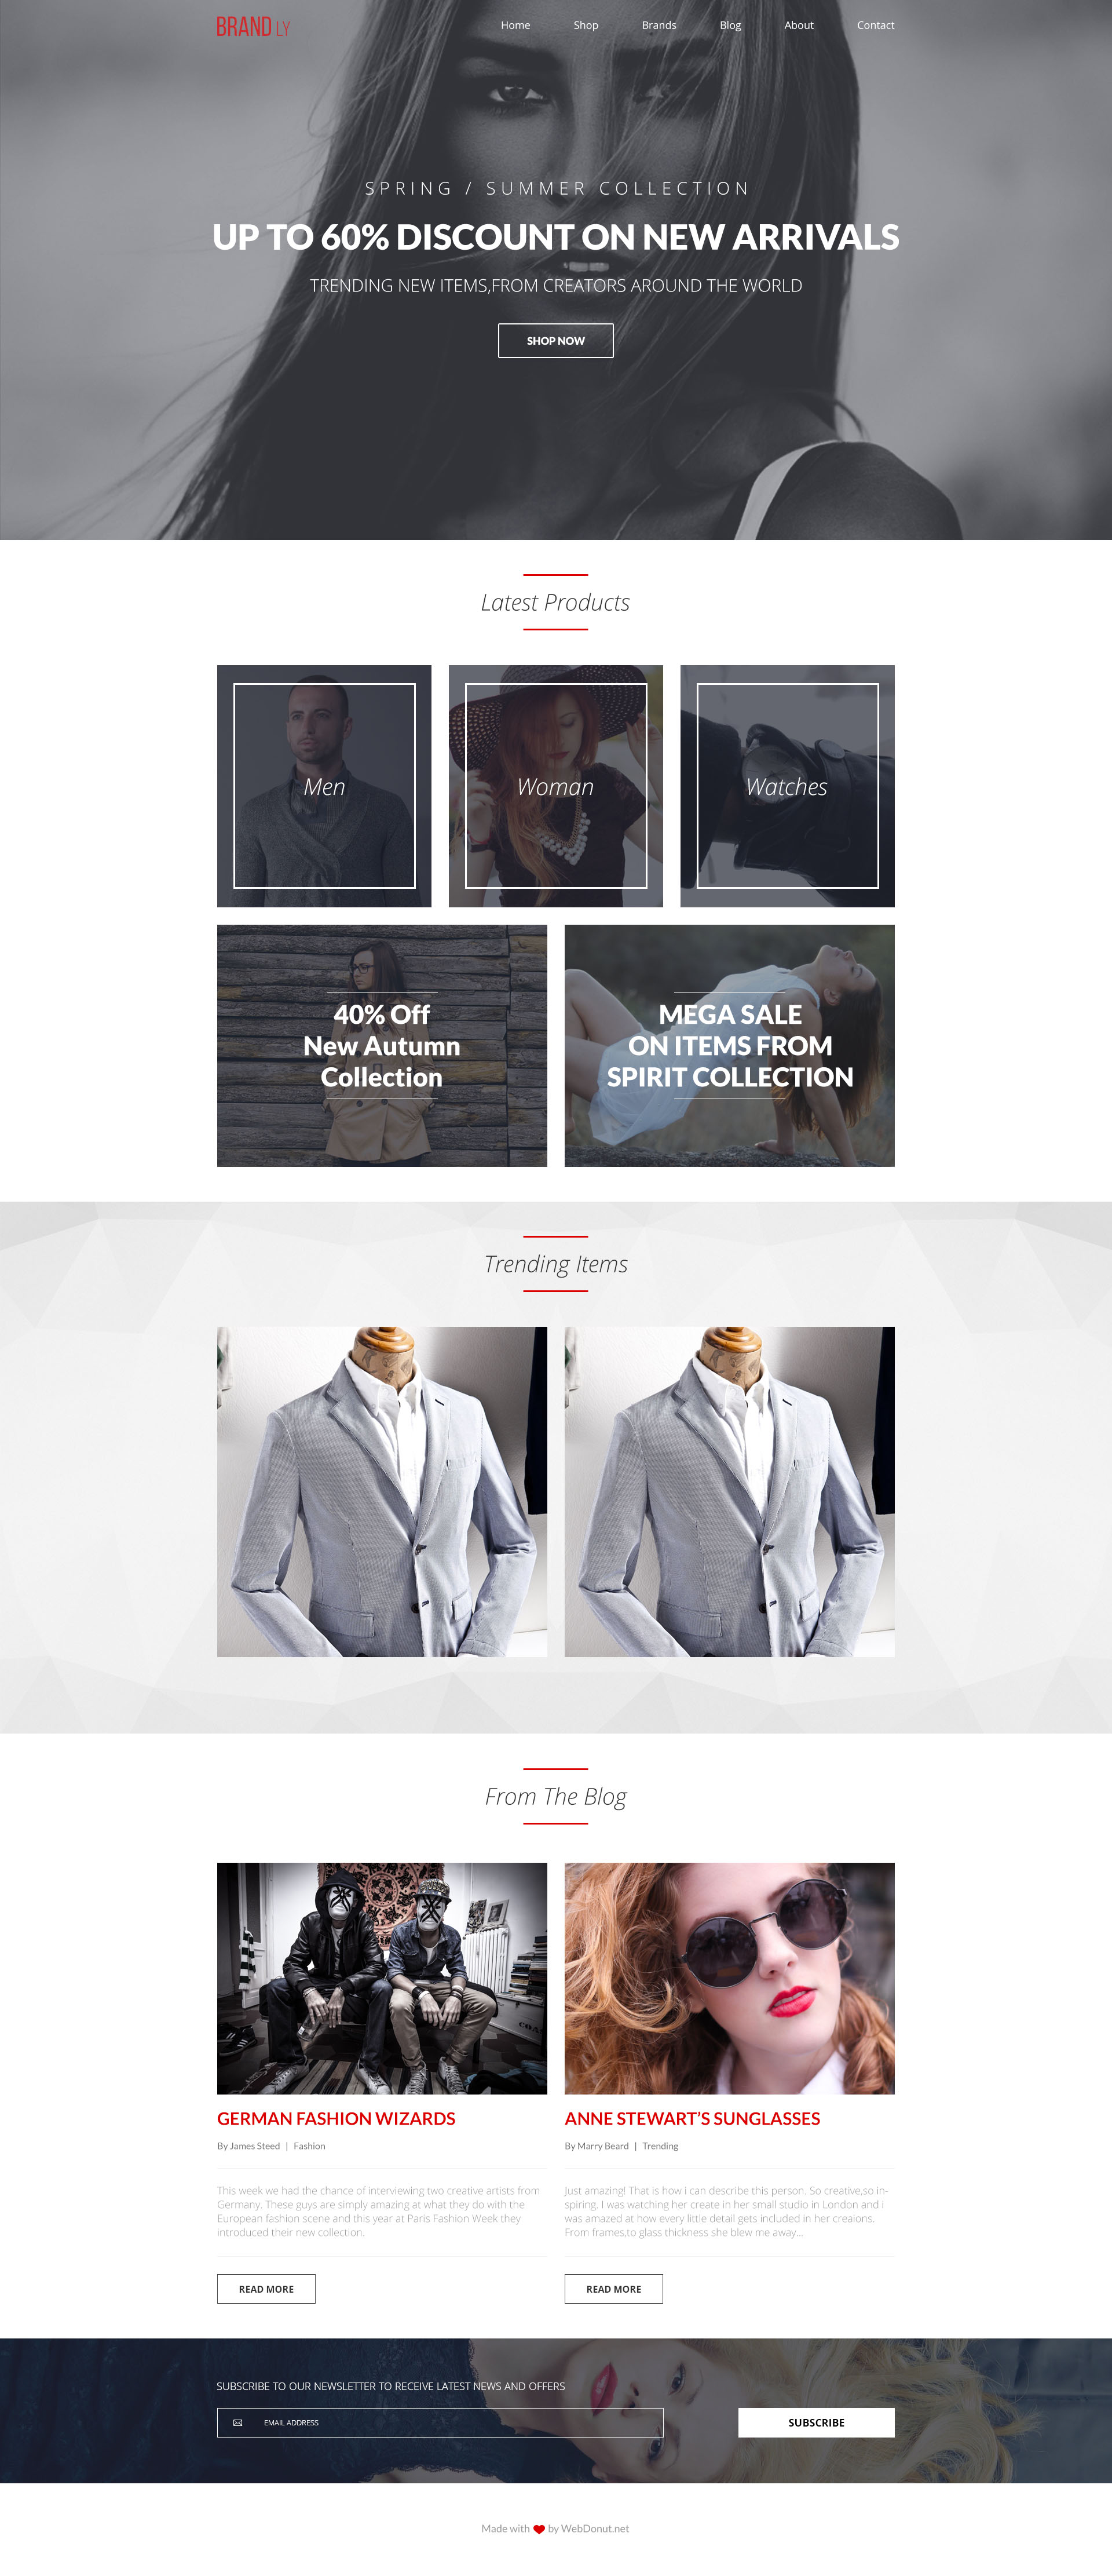 BRAND LY
Home Shop Brands Blog About Contact
SPRING / SUMMER COLLECTION
UP TO 60% DISCOUNT ON NEW ARRIVALS
TRENDING NEW ITEMS,FROM CREATORS AROUND THE WORLD
SHOP NOW
Latest Products
Men
Woman
Watches
40% Off
New Autumn
Collection
MEGA SALE
ON ITEMS FROM
SPIRIT COLLECTION
Trending Items
From The Blog
GERMAN FASHION WIZARDS
By James Steed | Fashion
This week we had the chance of interviewing two creative artists from
Germany. These guys are simply amazing at what they do with the
European fashion scene and this year at Paris Fashion Week they
introduced their new collection.
READ MORE
ANNE STEWART’S SUNGLASSES
By Marry Beard | Trending
Just amazing! That is how i can describe this person. So creative,so in-
spiring. I was watching her create in her small studio in London and i
was amazed at how every little detail gets included in her creaions.
From frames,to glass thickness she blew me away...
READ MORE
SUBSCRIBE TO OUR NEWSLETTER TO RECEIVE LATEST NEWS AND OFFERS
EMAIL ADDRESS
SUBSCRIBE
Made with ❤ by WebDonut.net